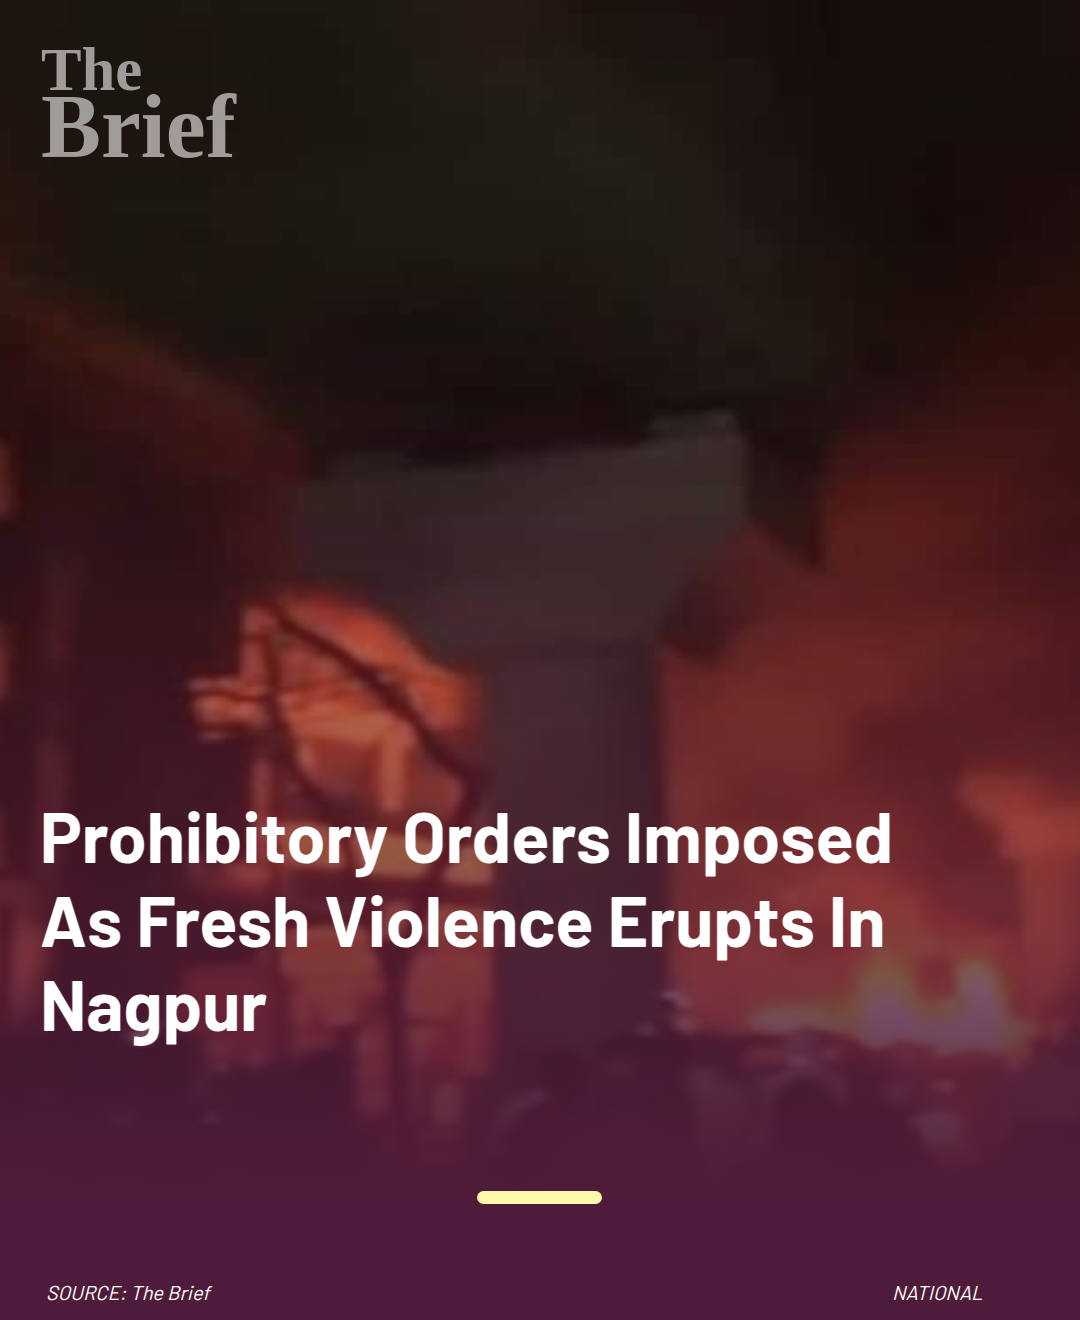 The
Brief
Prohibitory Orders Imposed
As Fresh Violence Erupts In
Nagpur
SOURCE: The Brief
NATIONAL